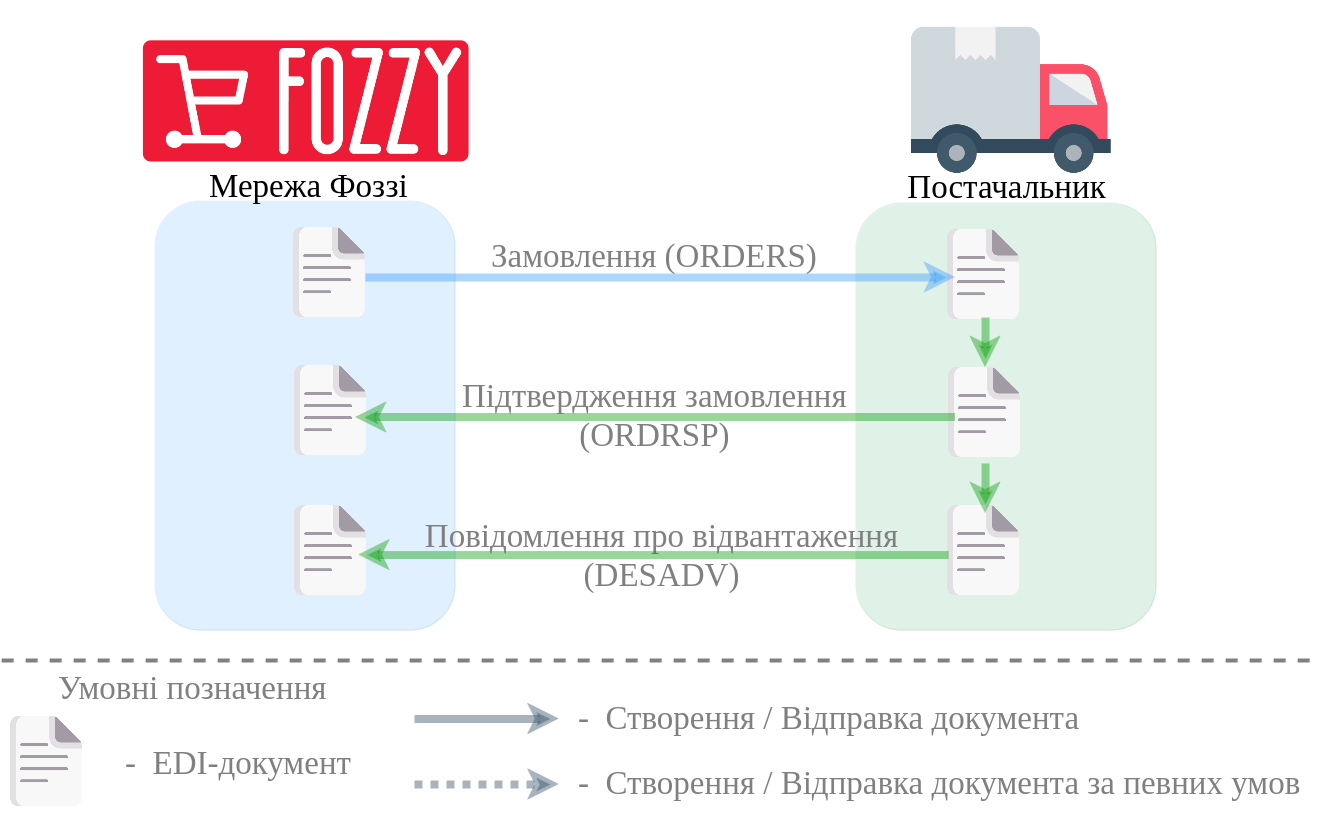 FOZZY
Мережа Фоззі
Постачальник
Замовлення (ORDERS)
Підтвердження замовлення
(ORDRSP)
Повідомлення про відвантаження
(DESADV)
Умовні позначення
- EDI-документ
- Створення / Відправка документа
- Створення / Відправка документа за певних умов